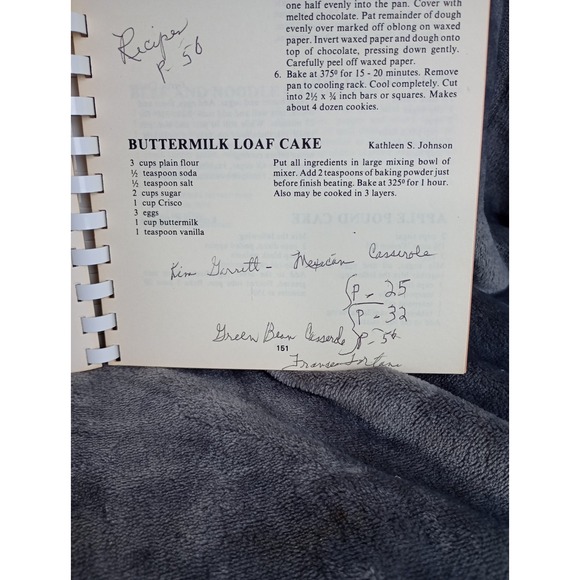 one half evenly into the pan. Cover with
melted chocolate. Pat remainder of dough
evenly over marked off oblong on waxed
paper. Invert waxed paper and dough onto
top of chocolate, pressing down gently.
Carefully peel off waxed paper.
6. Bake at 375º for 15 - 20 minutes. Remove
pan to cooling rack. Cool completely. Cut
into 2½ x ¾ inch bars or squares. Makes
about 4 dozen cookies.
Recipes
P. 56
BUTTERMILK LOAF CAKE
Kathleen S. Johnson
3 cups plain flour
½ teaspoon soda
½ teaspoon salt
2 cups sugar
1 cup Crisco
3 eggs
1 cup buttermilk
1 teaspoon vanilla
Put all ingredients in large mixing bowl of
mixer. Add 2 teaspoons of baking powder just
before finish beating. Bake at 325º for 1 hour.
Also may be cooked in 3 layers.
Kim Garrett - Mexican Casserole
P - 25
P - 32
Green Bean Casserole P - 56
151